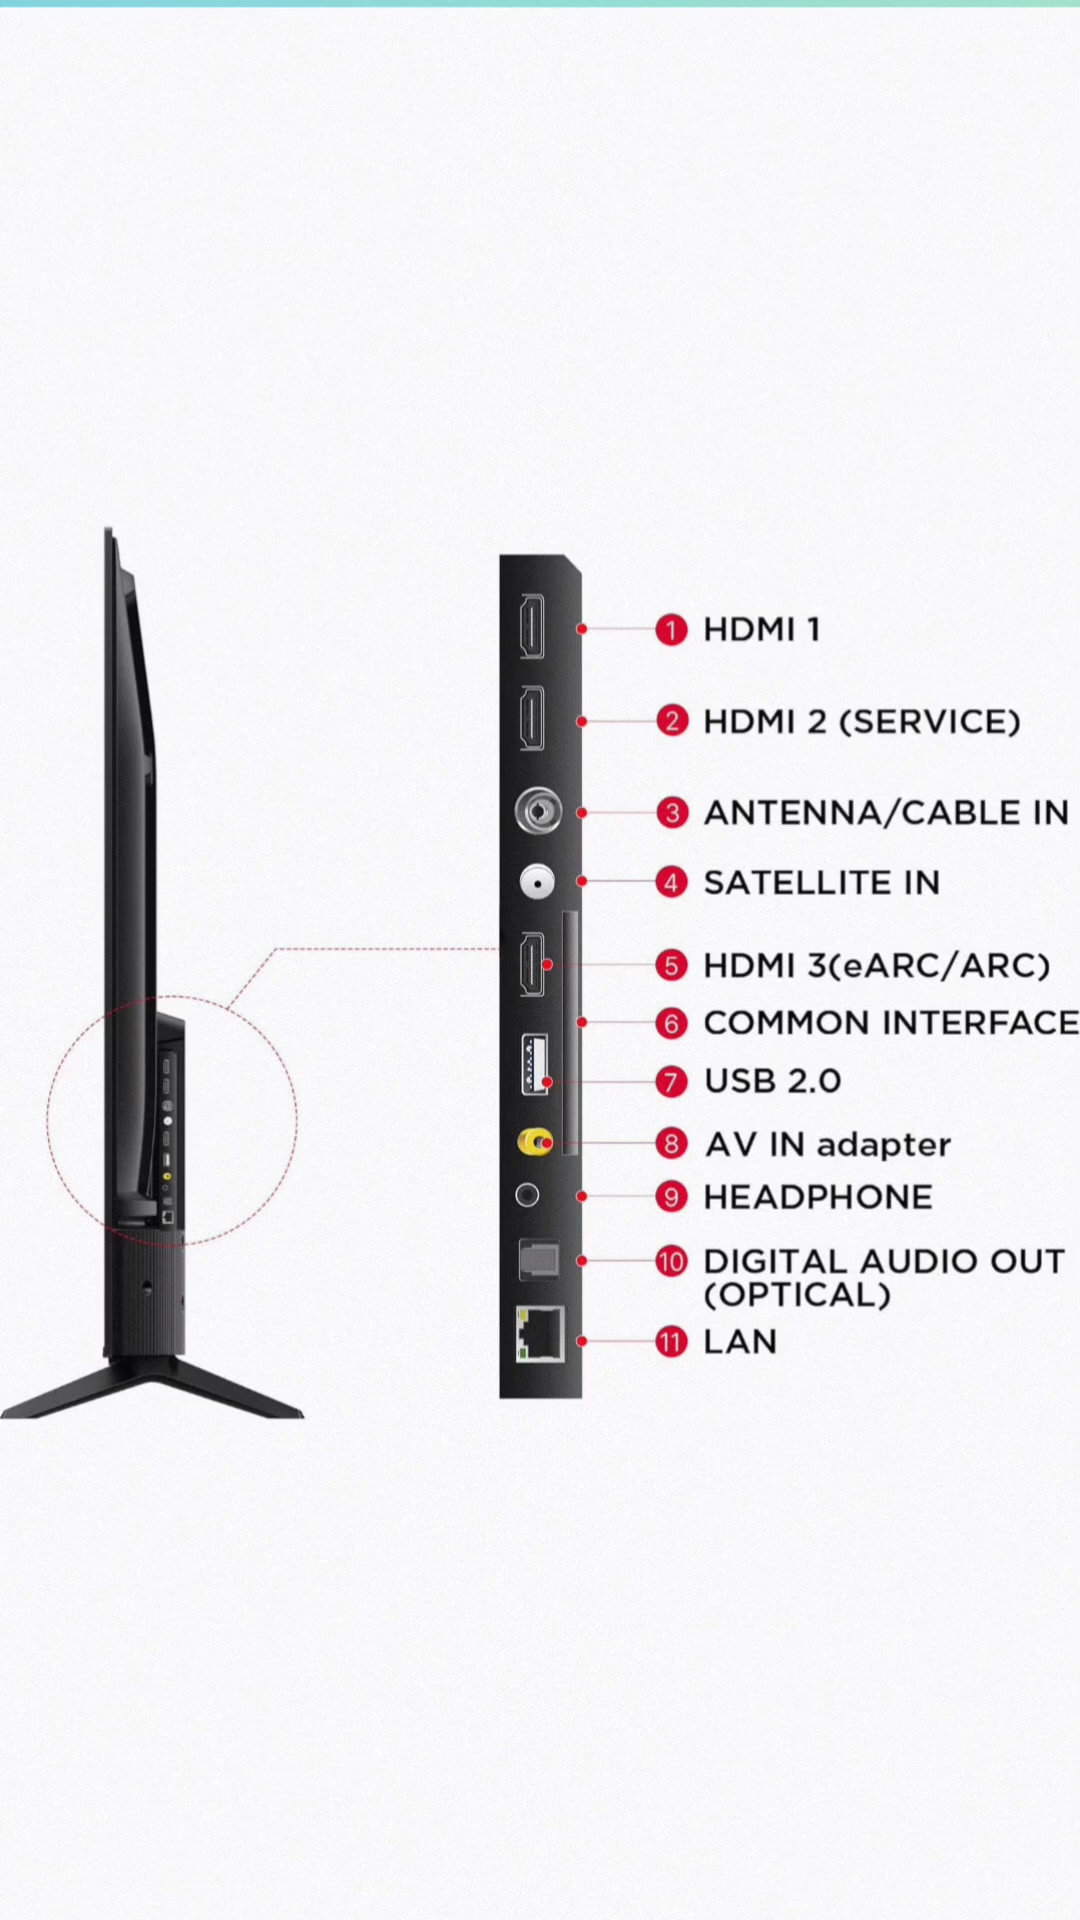 1 HDMI 1
2 HDMI 2 (SERVICE)
3 ANTENNA/CABLE IN
4 SATELLITE IN
5 HDMI 3(eARC/ARC)
6 COMMON INTERFACE
7 USB 2.0
8 AV IN adapter
9 HEADPHONE
10 DIGITAL AUDIO OUT
(OPTICAL)
11 LAN